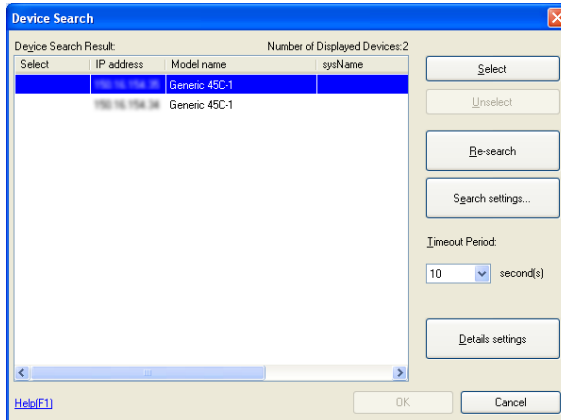 Device Search
Device Search Result: Number of Displayed Devices:2
Select IP address Model name sysName
Generic 45C-1
Generic 45C-1
Select
Unselect
Re-search
Search settings...
Timeout Period:
10 second(s)
Details settings
Help(F1)
OK Cancel